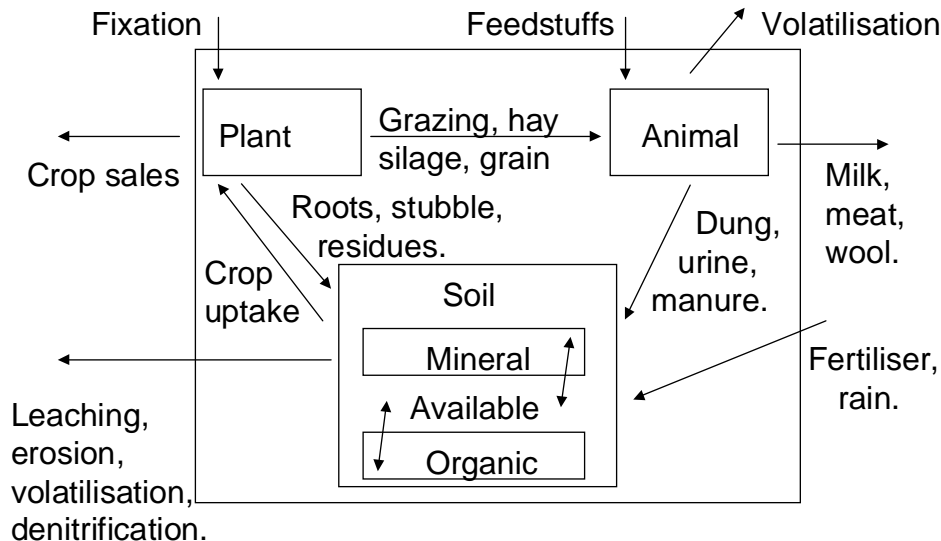 Fixation
Feedstuffs
Volatilisation
Plant
Grazing, hay
silage, grain
Animal
Crop sales
Milk,
meat,
wool.
Roots, stubble,
residues.
Dung,
urine,
manure.
Crop
uptake
Soil
Mineral
Available
Organic
Fertiliser,
rain.
Leaching,
erosion,
volatilisation,
denitrification.